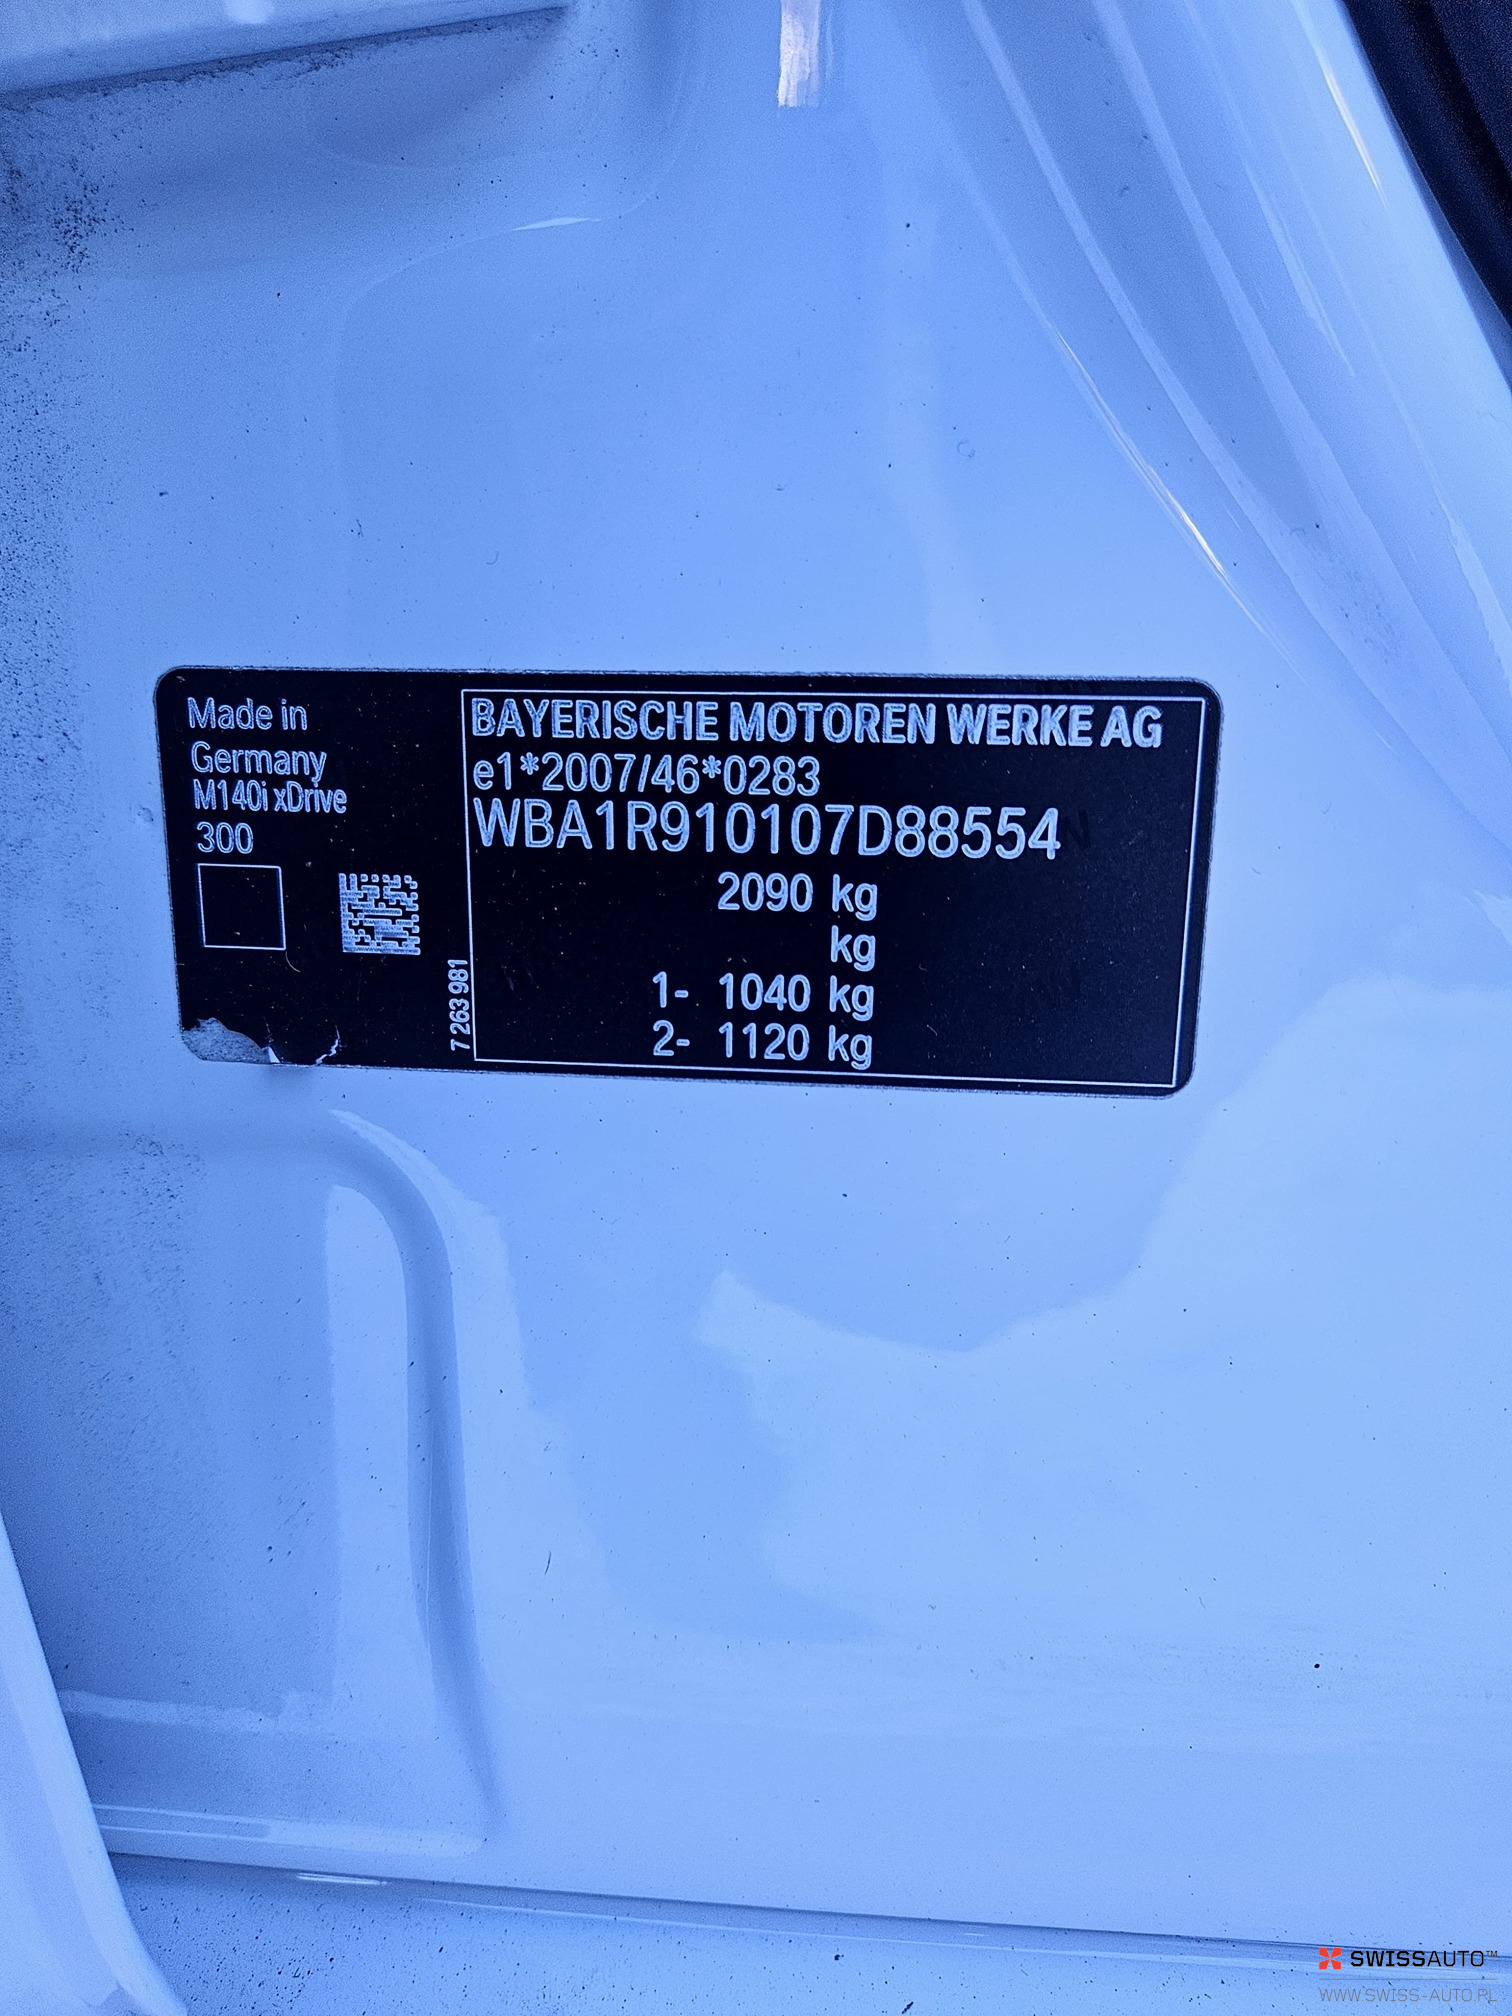 Made in
Germany
M140i xDrive
300
7 263 981
BAYERISCHE MOTOREN WERKE AG
e1*2007/46*0283
WBA1R910107D88554
2090 kg
kg
1- 1040 kg
2- 1120 kg
SWISSAUTO™
WWW.SWISS-AUTO.PL